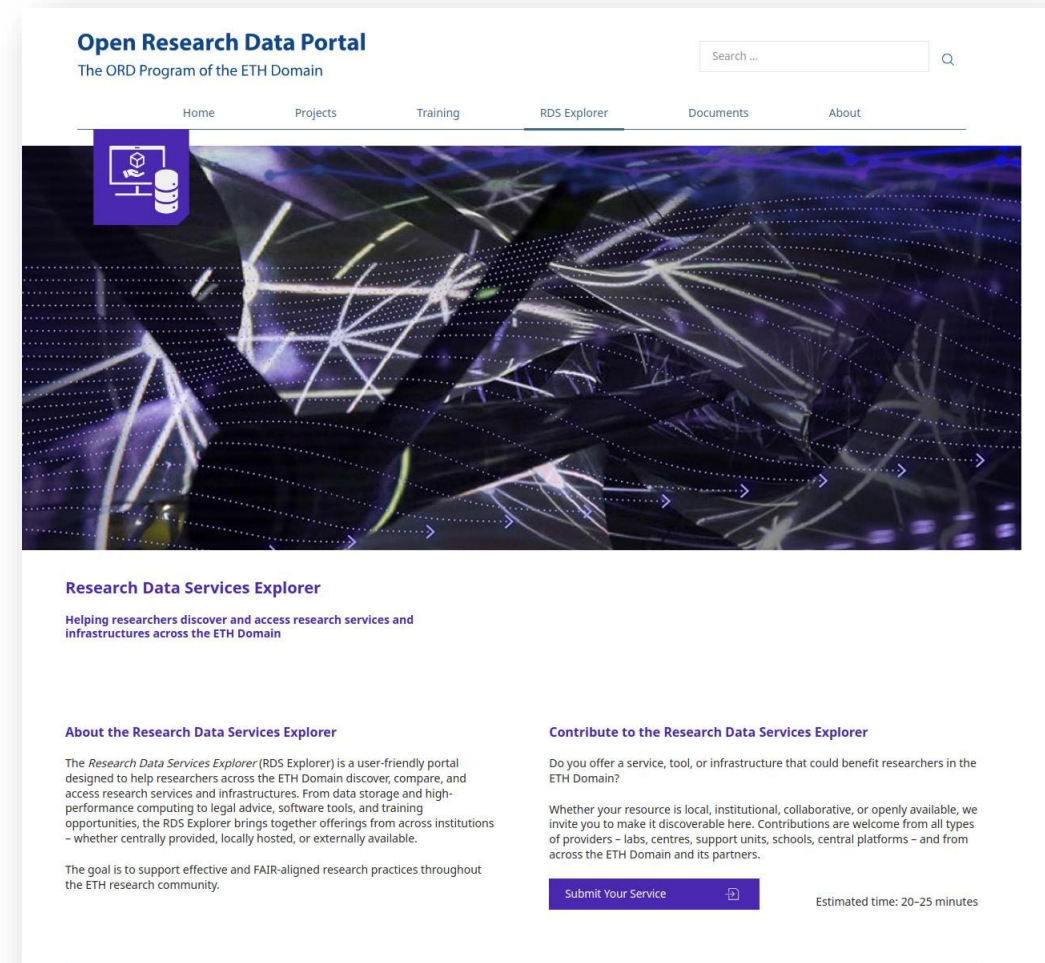 Open Research Data Portal
The ORD Program of the ETH Domain
Search ...
Home Projects Training RDS Explorer Documents About
Research Data Services Explorer
Helping researchers discover and access research services and
infrastructures across the ETH Domain
About the Research Data Services Explorer
The Research Data Services Explorer (RDS Explorer) is a user-friendly portal
designed to help researchers across the ETH Domain discover, compare, and
access research services and infrastructures. From data storage and high-
performance computing to legal advice, software tools, and training
opportunities, the RDS Explorer brings together offerings from across institutions
– whether centrally provided, locally hosted, or externally available.
The goal is to support effective and FAIR-aligned research practices throughout
the ETH research community.
Contribute to the Research Data Services Explorer
Do you offer a service, tool, or infrastructure that could benefit researchers in the
ETH Domain?
Whether your resource is local, institutional, collaborative, or openly available, we
invite you to make it discoverable here. Contributions are welcome from all types
of providers – labs, centres, support units, schools, central platforms – and from
across the ETH Domain and its partners.
Submit Your Service
Estimated time: 20–25 minutes